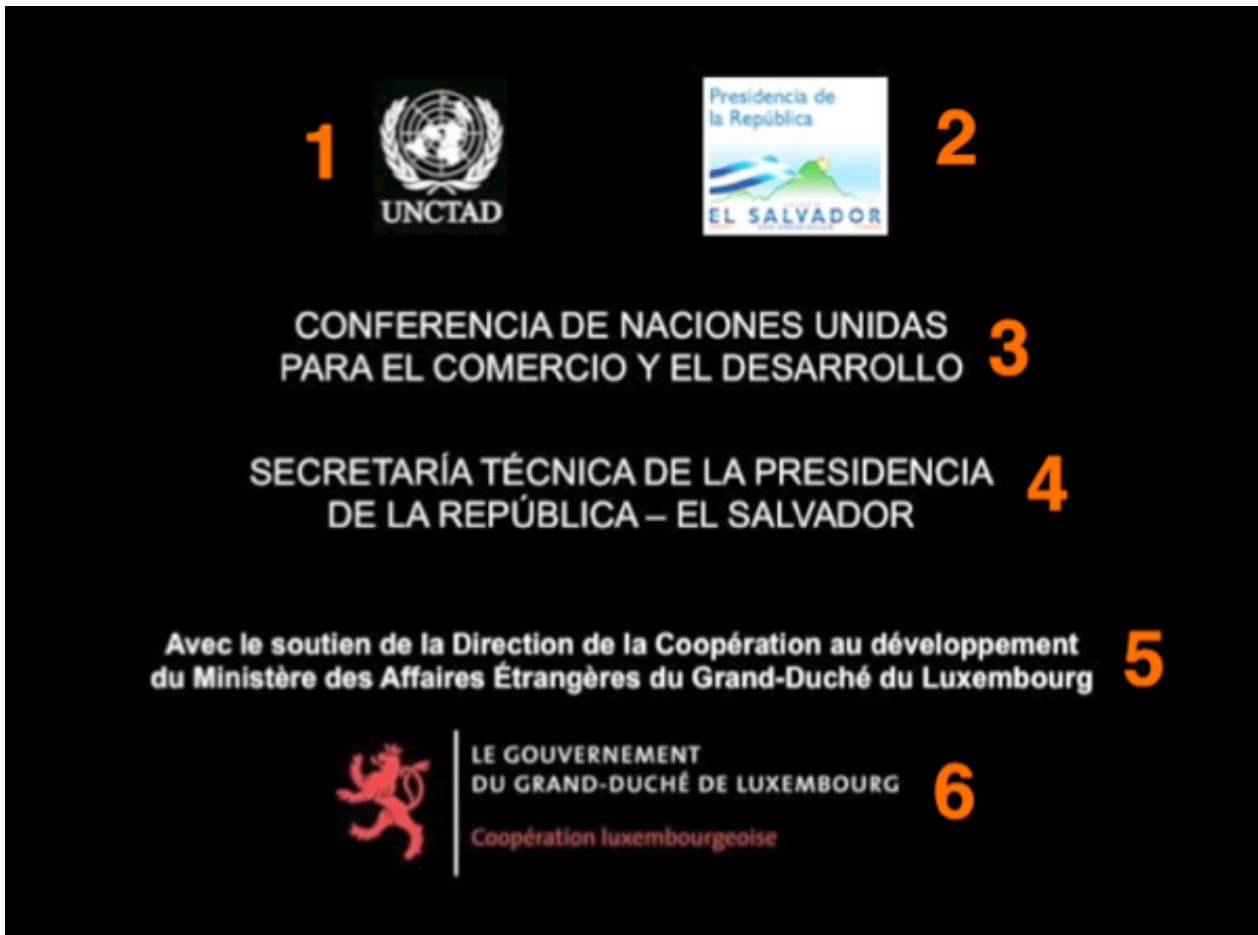 1
UNCTAD
Presidencia de
la República
EL SALVADOR
2
CONFERENCIA DE NACIONES UNIDAS
PARA EL COMERCIO Y EL DESARROLLO
3
SECRETARÍA TÉCNICA DE LA PRESIDENCIA
DE LA REPÚBLICA – EL SALVADOR
4
Avec le soutien de la Direction de la Coopération au développement
du Ministère des Affaires Étrangères du Grand-Duché du Luxembourg
5
LE GOUVERNEMENT
DU GRAND-DUCHÉ DE LUXEMBOURG
Coopération luxembourgeoise
6